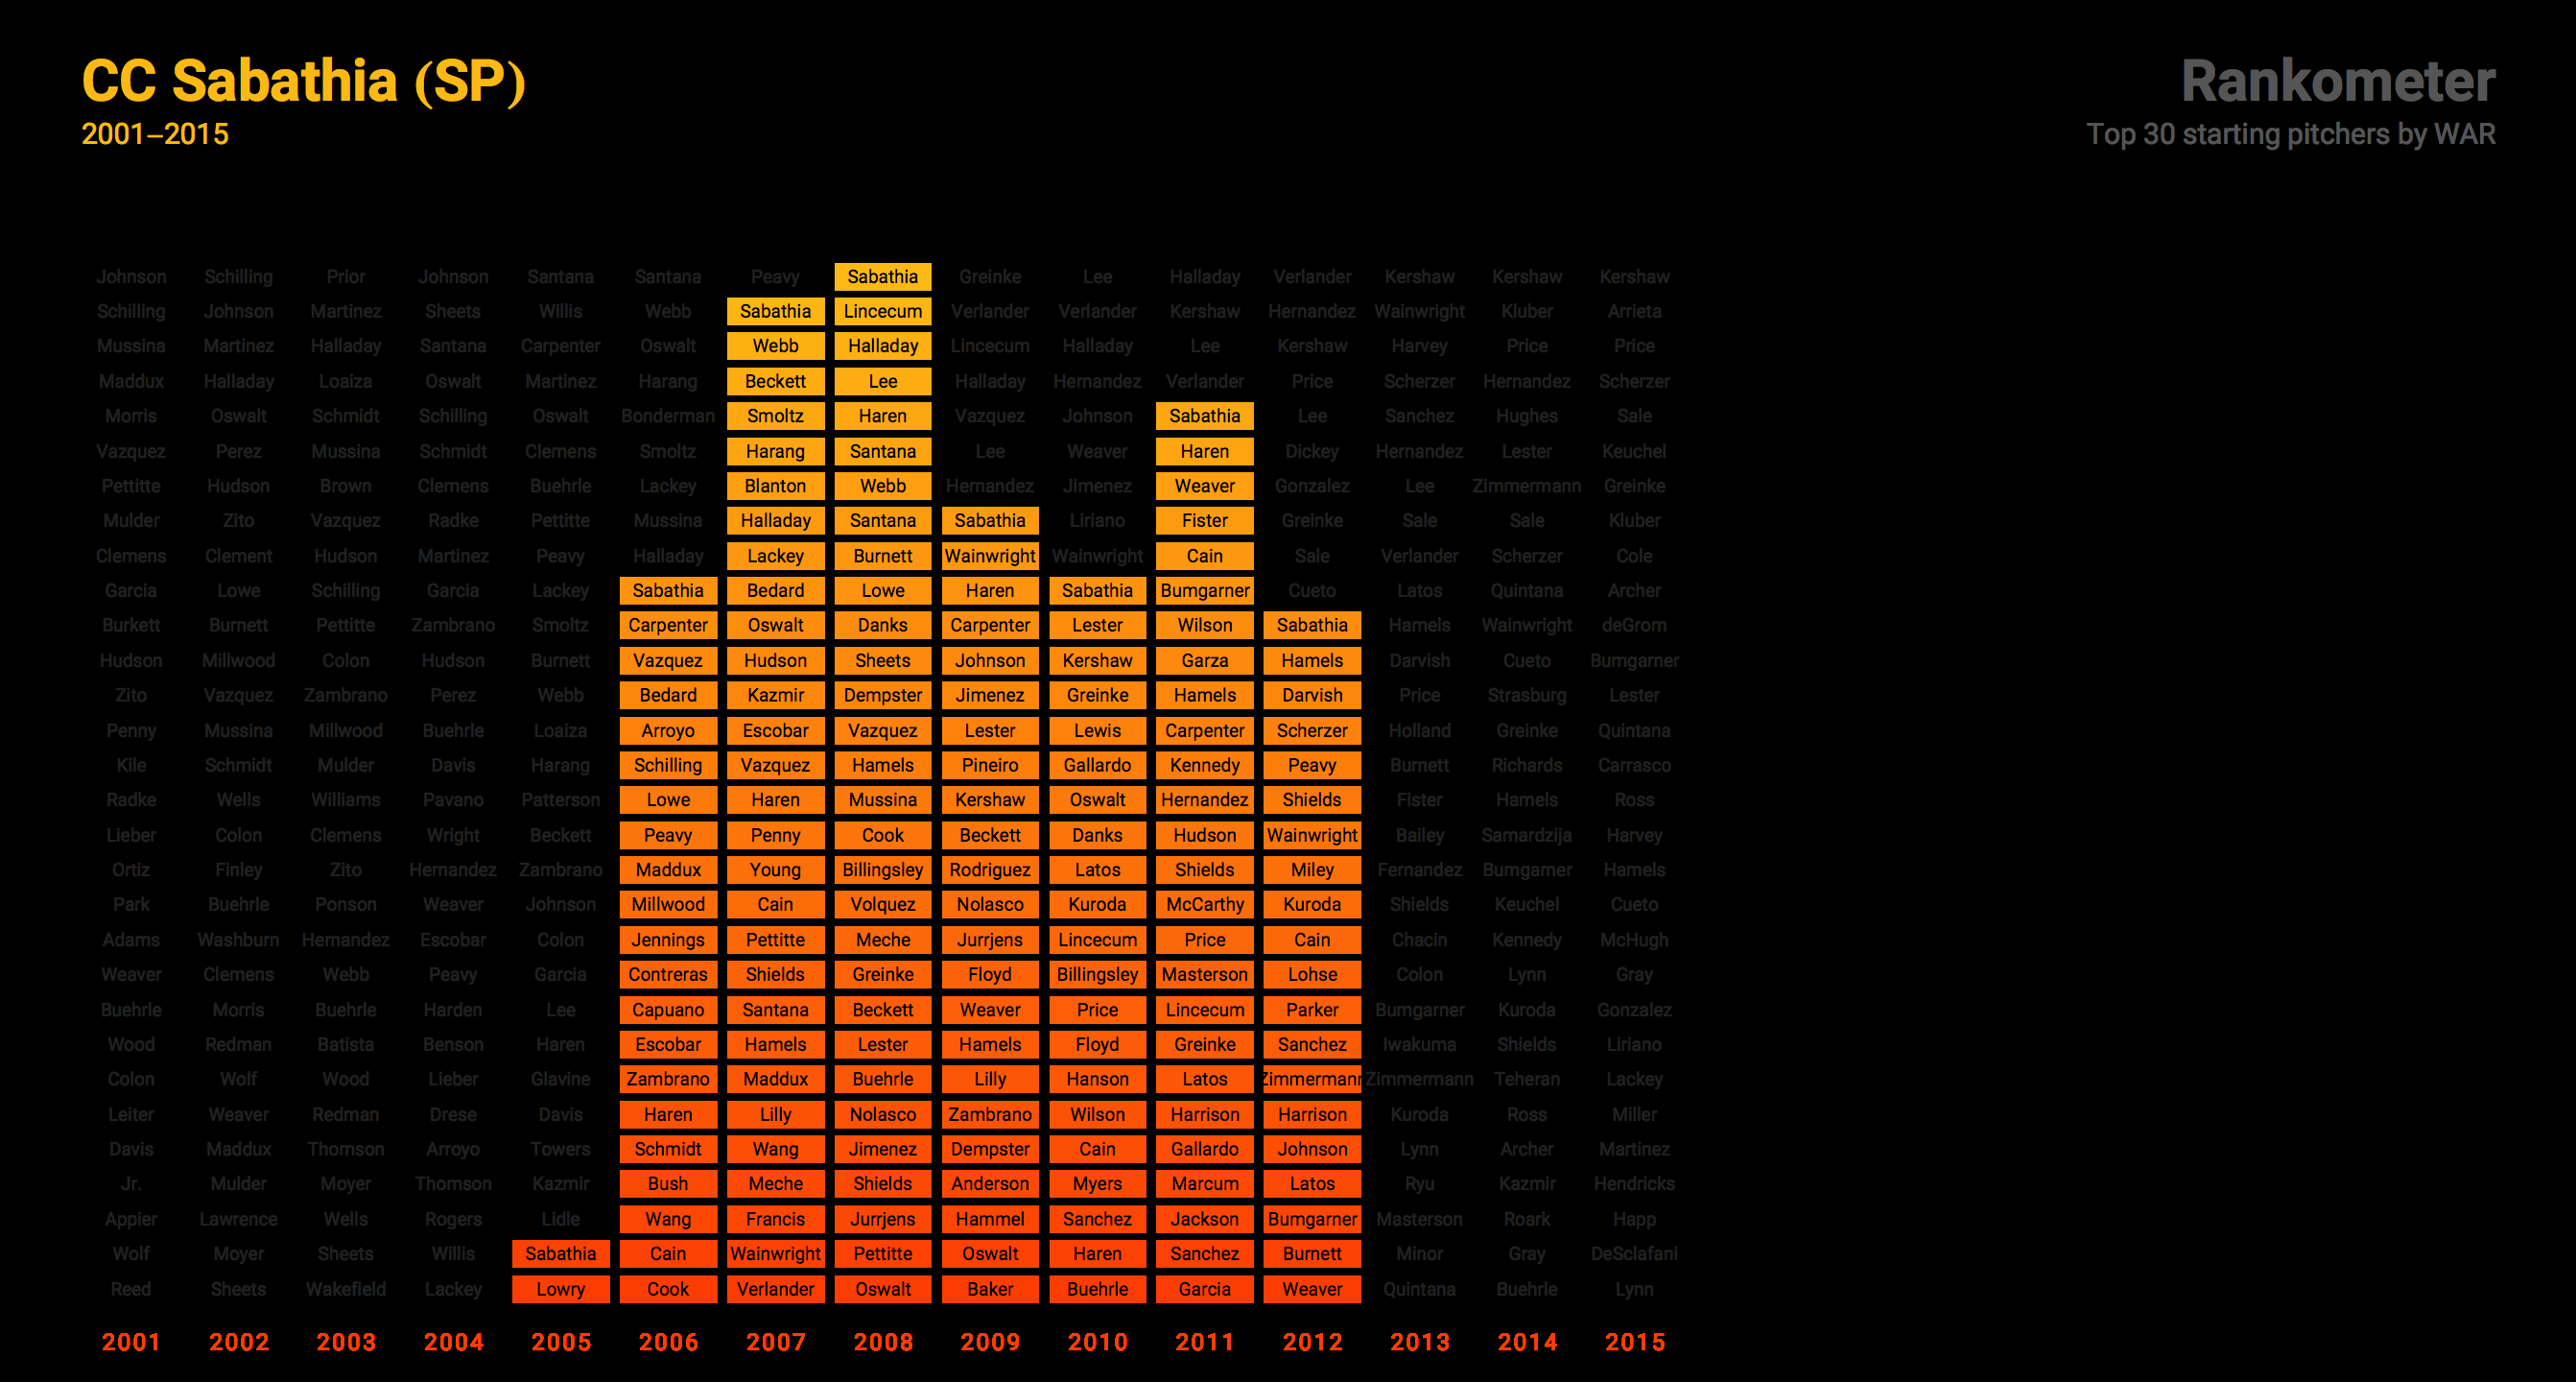 CC Sabathia (SP)
2001–2015
Rankometer
Top 30 starting pitchers by WAR
Johnson Schilling Prior Johnson Santana Santana Peavy Sabathia Greinke Lee Halladay Verlander Kershaw Kershaw Kershaw
Schilling Johnson Martinez Sheets Willis Webb Sabathia Lincecum Verlander Verlander Kershaw Hernandez Wainwright Kluber Arrieta
Mussina Martinez Halladay Santana Carpenter Oswalt Webb Halladay Lincecum Halladay Lee Kershaw Harvey Price Price
Maddux Halladay Loaiza Oswalt Martinez Harang Beckett Lee Halladay Hernandez Verlander Price Scherzer Hernandez Scherzer
Morris Oswalt Schmidt Schilling Oswalt Bonderman Smoltz Haren Vazquez Johnson Sabathia Lee Sanchez Hughes Sale
Vazquez Perez Mussina Schmidt Clemens Smoltz Harang Santana Lee Weaver Haren Dickey Hernandez Lester Keuchel
Pettitte Hudson Brown Clemens Buehrle Lackey Blanton Webb Hernandez Jimenez Weaver Gonzalez Lee Zimmermann Greinke
Mulder Zito Vazquez Radke Pettitte Mussina Halladay Santana Sabathia Liriano Fister Greinke Sale Sale Kluber
Clemens Clement Hudson Martinez Peavy Halladay Lackey Burnett Wainwright Wainwright Cain Sale Verlander Scherzer Cole
Garcia Lowe Schilling Garcia Lackey Sabathia Bedard Lowe Haren Sabathia Bumgarner Cueto Latos Quintana Archer
Burkett Burnett Pettitte Zambrano Smoltz Carpenter Oswalt Danks Carpenter Lester Wilson Sabathia Hamels Wainwright deGrom
Hudson Millwood Colon Hudson Burnett Vazquez Hudson Sheets Johnson Kershaw Garza Hamels Darvish Cueto Bumgarner
Zito Vazquez Zambrano Perez Webb Bedard Kazmir Dempster Jimenez Greinke Hamels Darvish Price Strasburg Lester
Penny Mussina Millwood Buehrle Loaiza Arroyo Escobar Vazquez Lester Lewis Carpenter Scherzer Holland Greinke Quintana
Kile Schmidt Mulder Davis Harang Schilling Vazquez Hamels Pineiro Gallardo Kennedy Peavy Burnett Richards Carrasco
Radke Wells Williams Pavano Patterson Lowe Haren Mussina Kershaw Oswalt Hernandez Shields Fister Hamels Ross
Lieber Colon Clemens Wright Beckett Peavy Penny Cook Beckett Danks Hudson Wainwright Bailey Samardzija Harvey
Ortiz Finley Zito Hernandez Zambrano Maddux Young Billingsley Rodriguez Latos Shields Miley Fernandez Bumgarner Hamels
Park Buehrle Ponson Weaver Johnson Millwood Cain Volquez Nolasco Kuroda McCarthy Kuroda Shields Keuchel Cueto
Adams Washburn Hernandez Escobar Colon Jennings Pettitte Meche Jurrjens Lincecum Price Cain Chacin Kennedy McHugh
Weaver Clemens Webb Peavy Garcia Contreras Shields Greinke Floyd Billingsley Masterson Lohse Colon Lynn Gray
Buehrle Morris Buehrle Harden Lee Capuano Santana Beckett Weaver Price Lincecum Parker Bumgarner Kuroda Gonzalez
Wood Redman Batista Benson Haren Escobar Hamels Lester Hamels Floyd Greinke Sanchez Iwakuma Shields Liriano
Colon Wolf Wood Lieber Glavine Zambrano Maddux Buehrle Lilly Hanson Latos Zimmermann Zimmermann Teheran Lackey
Leiter Weaver Redman Drese Davis Haren Lilly Nolasco Zambrano Wilson Harrison Harrison Kuroda Ross Miller
Davis Maddux Thomson Arroyo Towers Schmidt Wang Jimenez Dempster Cain Gallardo Johnson Lynn Archer Martinez
Jr. Mulder Moyer Thomson Kazmir Bush Meche Shields Anderson Myers Marcum Latos Ryu Kazmir Hendricks
Appier Lawrence Wells Rogers Lidle Wang Francis Jurrjens Hammel Sanchez Jackson Bumgarner Masterson Roark Happ
Wolf Moyer Sheets Willis Sabathia Cain Wainwright Pettitte Oswalt Haren Sanchez Burnett Minor Gray DeSclafani
Reed Sheets Wakefield Lackey Lowry Cook Verlander Oswalt Baker Buehrle Garcia Weaver Quintana Buehrle Lynn
2001 2002 2003 2004 2005 2006 2007 2008 2009 2010 2011 2012 2013 2014 2015